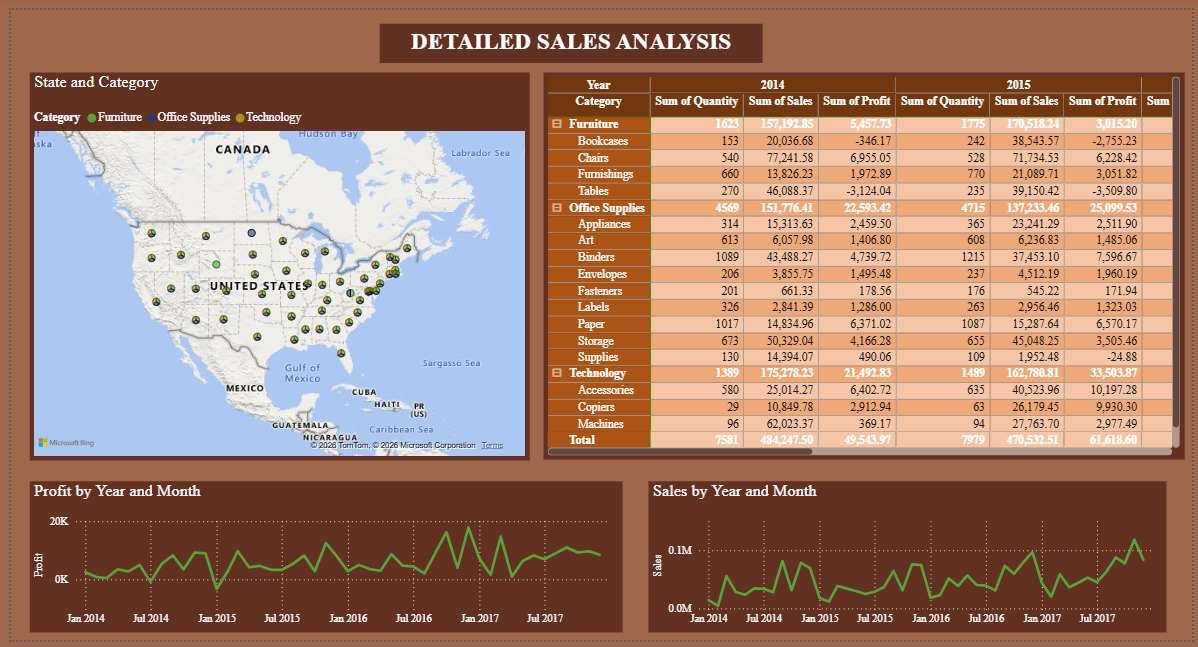 DETAILED SALES ANALYSIS
State and Category
Category Furniture Office Supplies Technology
Hudson Bay
aska
CANADA
Labrador Sea
UNITED STATES
Gulf of
Mexico
Sargasso Sea
MEXICO
CUBA
HAITI
PR
(US)
GUATEMALA
Caribbean Sea
NICARAGUA
Microsoft Bing
© 2026 TomTom, © 2026 Microsoft Corporation Terms
Year 2014 2015
Category Sum of Quantity Sum of Sales Sum of Profit Sum of Quantity Sum of Sales Sum of Profit Sum
Furniture 1623 157,192.85 5,457.73 1775 170,518.24 3,015.20
Bookcases 153 20,036.68 -346.17 242 38,543.57 -2,755.23
Chairs 540 77,241.58 6,955.05 528 71,734.53 6,228.42
Furnishings 660 13,826.23 1,972.89 770 21,089.71 3,051.82
Tables 270 46,088.37 -3,124.04 235 39,150.42 -3,509.80
Office Supplies 4569 151,776.41 22,593.42 4715 137,233.46 25,099.53
Appliances 314 15,313.63 2,459.50 365 23,241.29 2,511.90
Art 613 6,057.98 1,406.80 608 6,236.83 1,485.06
Binders 1089 43,488.27 4,739.72 1215 37,453.10 7,596.67
Envelopes 206 3,855.75 1,495.48 237 4,512.19 1,960.19
Fasteners 201 661.33 178.56 176 545.22 171.94
Labels 326 2,841.39 1,286.00 263 2,956.46 1,323.03
Paper 1017 14,834.96 6,371.02 1087 15,287.64 6,570.17
Storage 673 50,329.04 4,166.28 655 45,048.25 3,505.46
Supplies 130 14,394.07 490.06 109 1,952.48 -24.88
Technology 1389 175,278.23 21,492.83 1489 162,780.81 33,503.87
Accessories 580 25,014.27 6,402.72 635 40,523.96 10,197.28
Copiers 29 10,849.78 2,912.94 63 26,179.45 9,930.30
Machines 96 62,023.37 369.17 94 27,763.70 2,977.49
Total 7581 484,247.50 49,543.97 7979 470,532.51 61,618.60
Profit by Year and Month
20K
Profit
0K
Jan 2014 Jul 2014 Jan 2015 Jul 2015 Jan 2016 Jul 2016 Jan 2017 Jul 2017
Sales by Year and Month
0.1M
Sales
0.0M
Jan 2014 Jul 2014 Jan 2015 Jul 2015 Jan 2016 Jul 2016 Jan 2017 Jul 2017